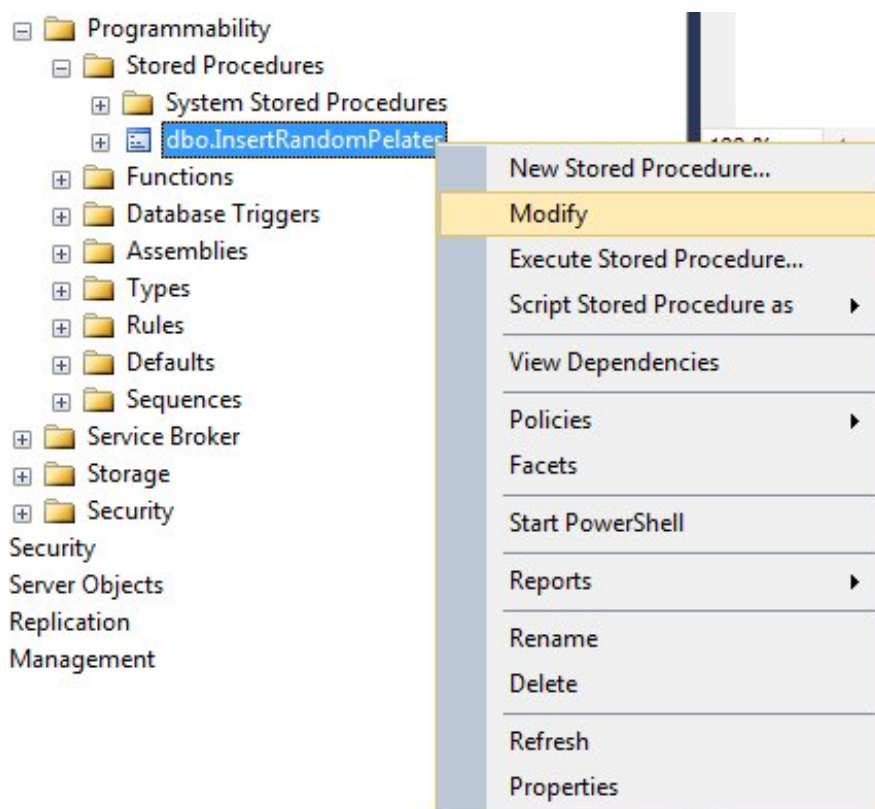 Programmability
Stored Procedures
System Stored Procedures
dbo.InsertRandomPelates
Functions
Database Triggers
Assemblies
Types
Rules
Defaults
Sequences
Service Broker
Storage
Security
Security
Server Objects
Replication
Management
New Stored Procedure...
Modify
Execute Stored Procedure...
Script Stored Procedure as
View Dependencies
Policies
Facets
Start PowerShell
Reports
Rename
Delete
Refresh
Properties